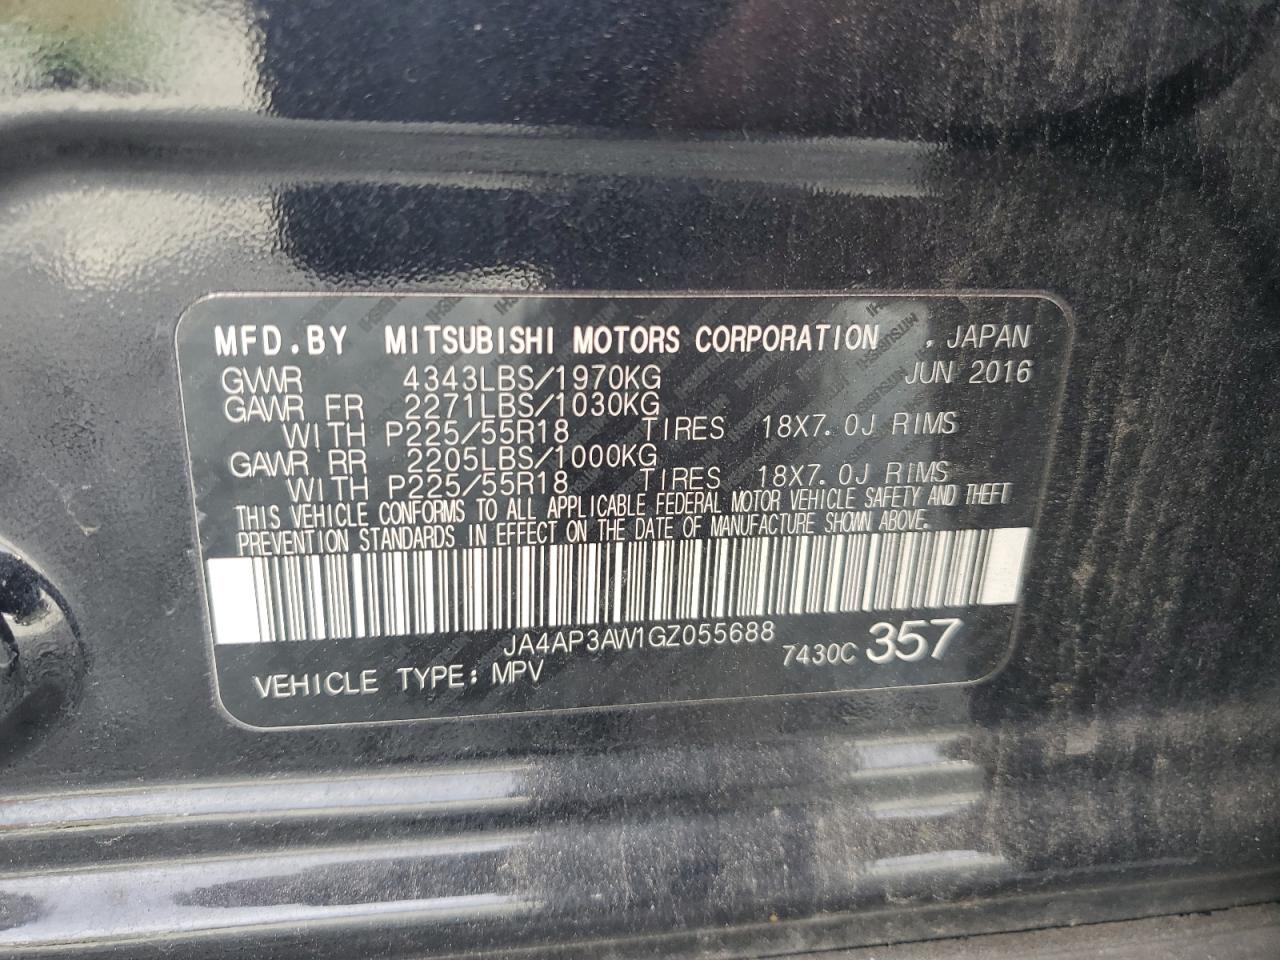 MFD.BY MITSUBISHI MOTORS CORPORATION , JAPAN
GVWR 4343LBS/1970KG JUN 2016
GAWR FR 2271LBS/1030KG
WITH P225/55R18 TIRES 18X7.0J RIMS
GAWR RR 2205LBS/1000KG
WITH P225/55R18 TIRES 18X7.0J RIMS
THIS VEHICLE CONFORMS TO ALL APPLICABLE FEDERAL MOTOR VEHICLE SAFETY AND THEFT
PREVENTION STANDARDS IN EFFECT ON THE DATE OF MANUFACTURE SHOWN ABOVE.
JA4AP3AW1GZ055688
7430C 357
VEHICLE TYPE: MPV